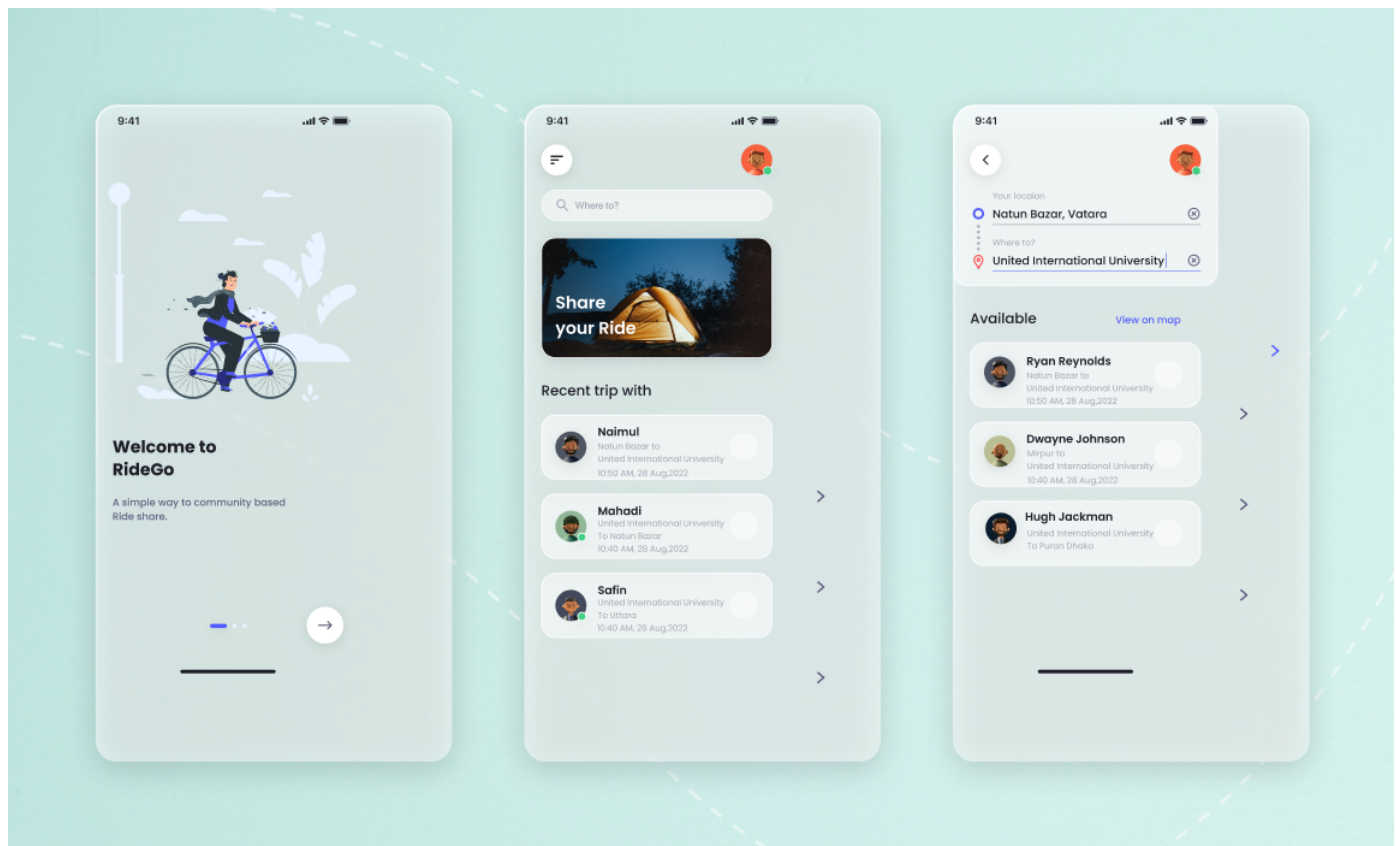 9:41
Welcome to
RideGo
A simple way to community based
Ride share.
9:41
Where to?
Share
your Ride
Recent trip with
Naimul
Natun Bazar to
United International University
10:50 AM, 28 Aug,2022
Mahadi
United International University
To Natun Bazar
10:40 AM, 28 Aug,2022
Safin
United International University
To Uttara
10:40 AM, 28 Aug,2022
9:41
Your locaion
Natun Bazar, Vatara
Where to?
United International University
Available
View on map
Ryan Reynolds
Natun Bazar to
United International University
10:50 AM, 28 Aug,2022
Dwayne Johnson
Mirpur to
United International University
10:40 AM, 28 Aug,2022
Hugh Jackman
United International University
To Puran Dhaka